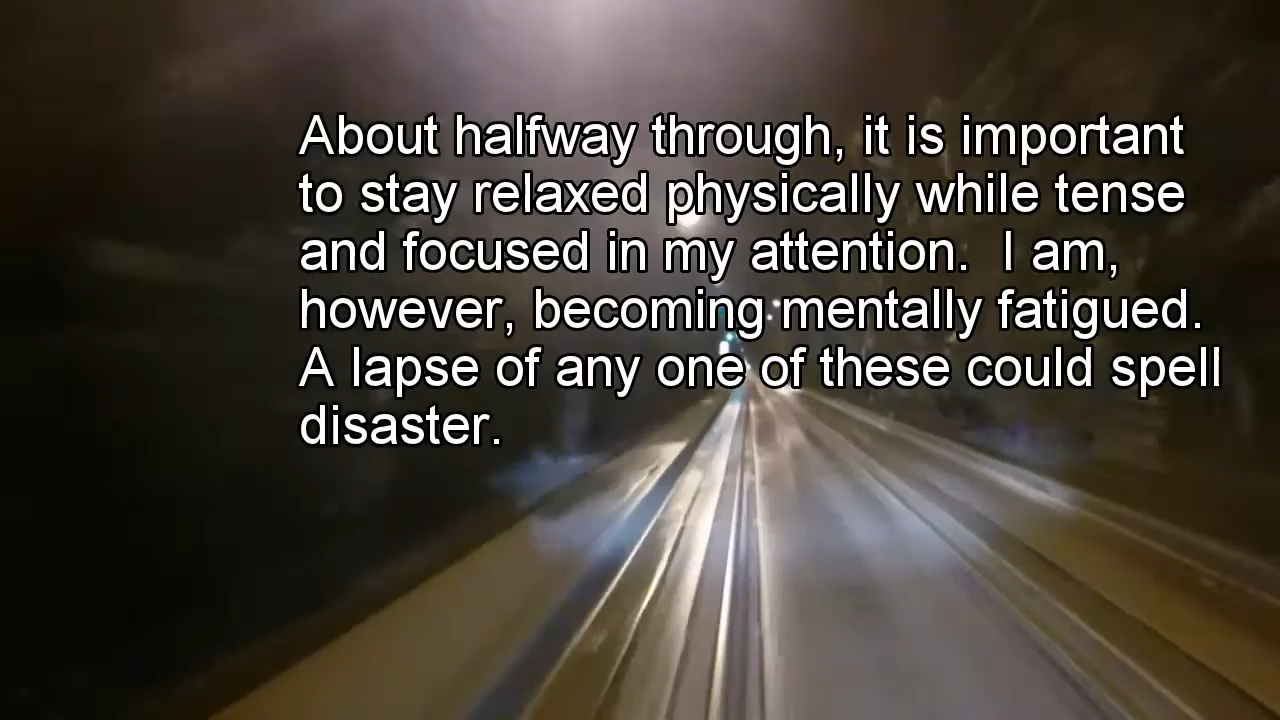 About halfway through, it is important
to stay relaxed physically while tense
and focused in my attention.  I am,
however, becoming mentally fatigued.
A lapse of any one of these could spell
disaster.